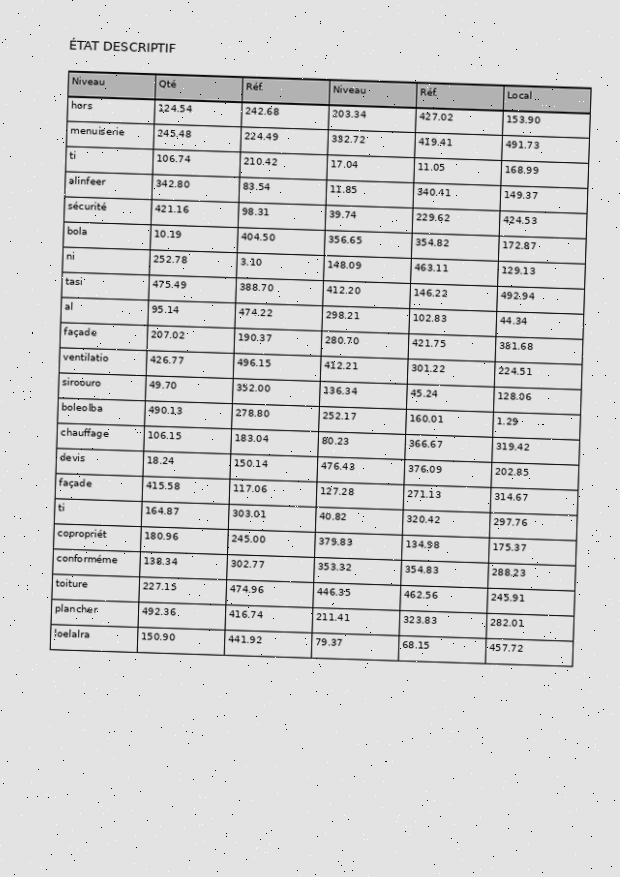 ÉTAT DESCRIPTIF
Niveau Qté Réf. Niveau Réf. Local
hors 124.54 242.68 203.34 427.02 153.90
menuiserie 245.48 224.49 332.72 419.41 491.73
ti 106.74 210.42 17.04 11.05 168.99
alinfeer 342.80 83.54 11.85 340.41 149.37
sécurité 421.16 98.31 39.74 229.62 424.53
bola 10.19 404.50 356.65 354.82 172.87
ni 252.78 3.10 148.09 463.11 129.13
tasi 475.49 388.70 412.20 146.22 492.94
al 95.14 474.22 298.21 102.83 44.34
façade 207.02 190.37 280.70 421.75 381.68
ventilatio 426.77 496.15 412.21 301.22 224.51
siroouro 49.70 352.00 136.34 45.24 128.06
boleolba 490.13 278.80 252.17 160.01 1.29
chauffage 106.15 183.04 80.23 366.67 319.42
devis 18.24 150.14 476.43 376.09 202.85
façade 415.58 117.06 127.28 271.13 314.67
ti 164.87 303.01 40.82 320.42 297.76
copropriét 180.96 245.00 379.83 134.98 175.37
conforméme 138.34 302.77 353.32 354.83 288.23
toiture 227.15 474.96 446.35 462.56 245.91
plancher 492.36 416.74 211.41 323.83 282.01
loelalra 150.90 441.92 79.37 68.15 457.72